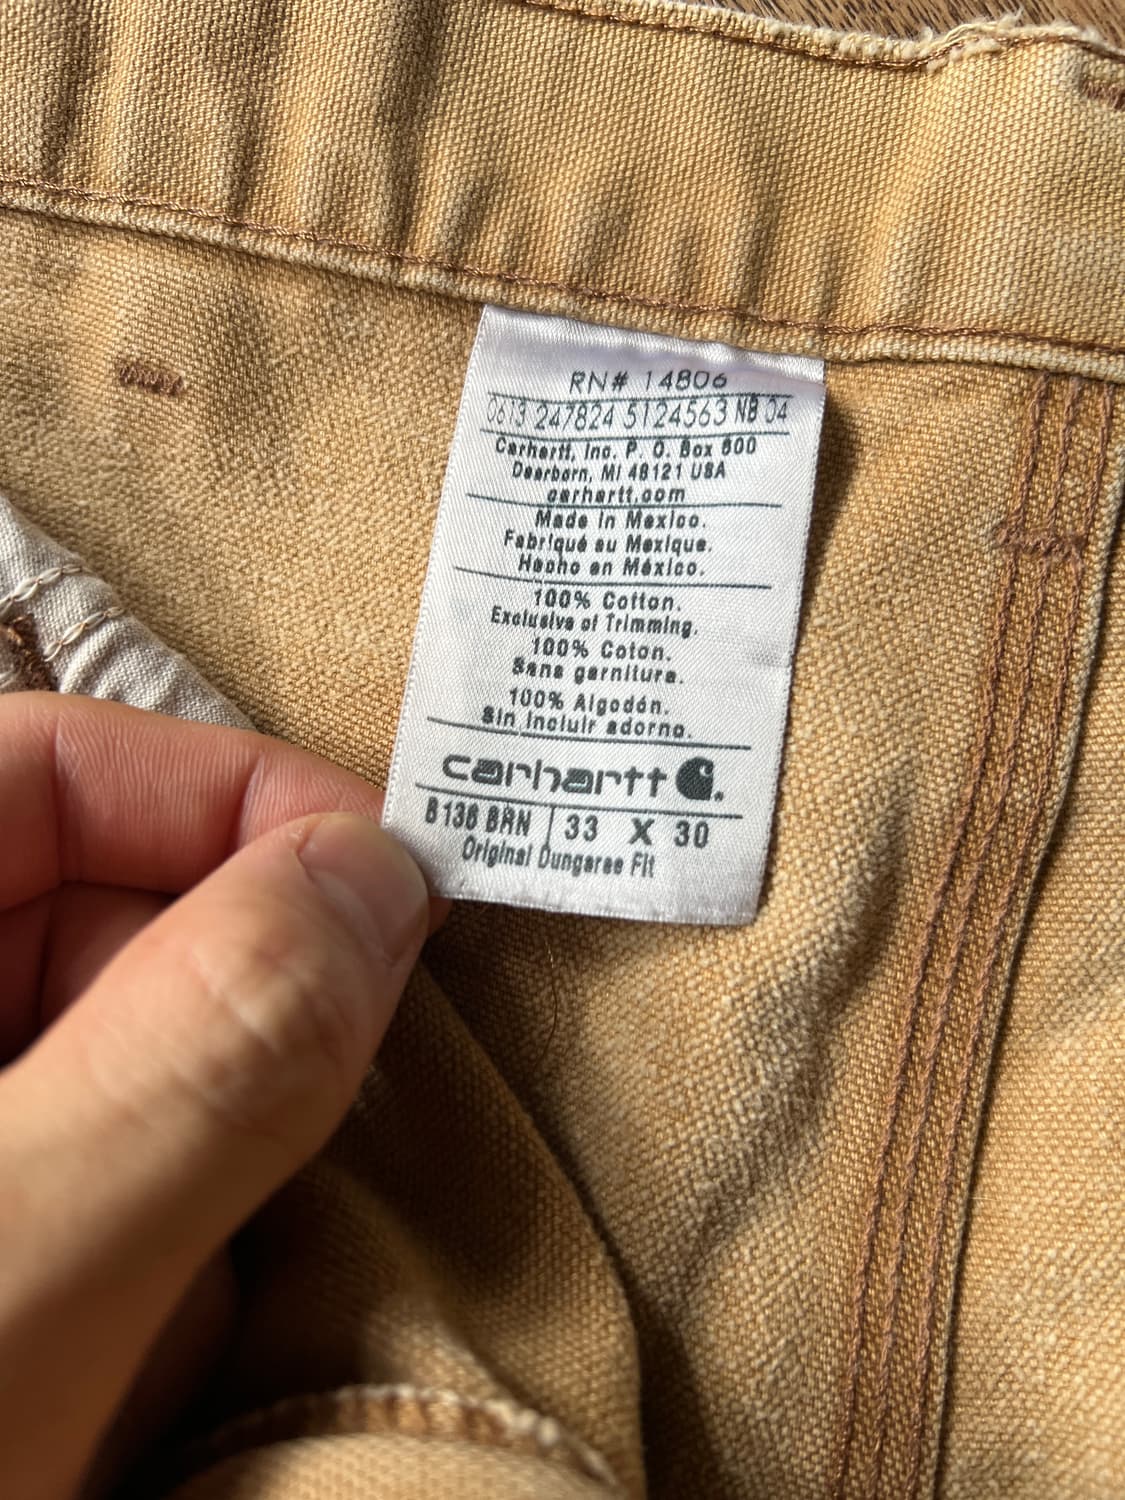 RN# 14806
0613 247824 5124563 NB 04
Carhartt, Inc. P. O. Box 600
Dearborn, MI 48121 USA
carhartt.com
Made in Mexico.
Fabriqué au Mexique.
Hecho en México.
100% Cotton.
Exclusive of Trimming.
100% Coton.
Sans garniture.
100% Algodón.
Sin incluir adorno.
carhartt
B136 BRN 33 X 30
Original Dungaree Fit